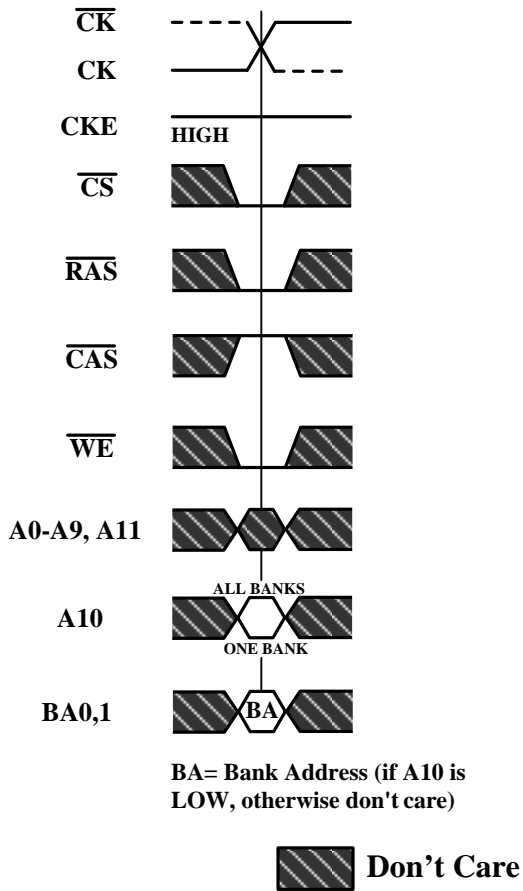 CK
CK
CKE
HIGH
CS
RAS
CAS
WE
A0-A9, A11
ALL BANKS
A10
ONE BANK
BA0,1
BA
BA= Bank Address (if A10 is
LOW, otherwise don't care)
Don't Care